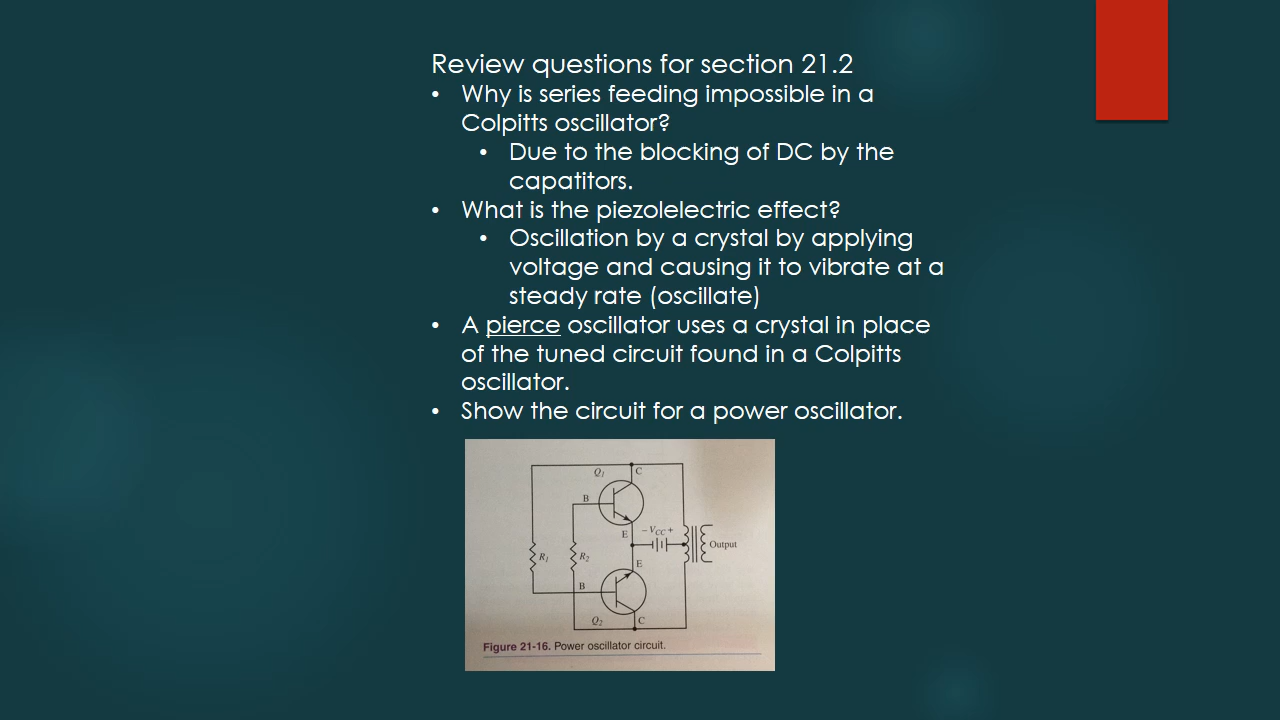 Review questions for section 21.2
• Why is series feeding impossible in a
Colpitts oscillator?
• Due to the blocking of DC by the
capatitors.
• What is the piezolelectric effect?
• Oscillation by a crystal by applying
voltage and causing it to vibrate at a
steady rate (oscillate)
• A pierce oscillator uses a crystal in place
of the tuned circuit found in a Colpitts
oscillator.
• Show the circuit for a power oscillator.
Q1 C
B
E − VCC +
R1 R2 Output
E
B
Q2 C
Figure 21-16. Power oscillator circuit.